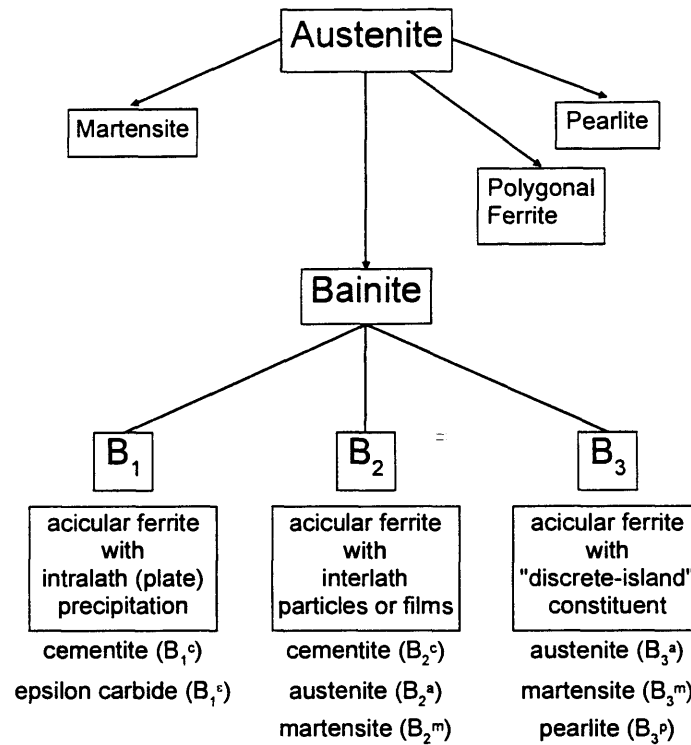 Austenite
Martensite
Pearlite
Polygonal
Ferrite
Bainite
B₁
acicular ferrite
with
intralath (plate)
precipitation
cementite (B₁ᶜ)
epsilon carbide (B₁ᵋ)
B₂
acicular ferrite
with
interlath
particles or films
cementite (B₂ᶜ)
austenite (B₂ᵃ)
martensite (B₂ᵐ)
B₃
acicular ferrite
with
"discrete-island"
constituent
austenite (B₃ᵃ)
martensite (B₃ᵐ)
pearlite (B₃ᵖ)